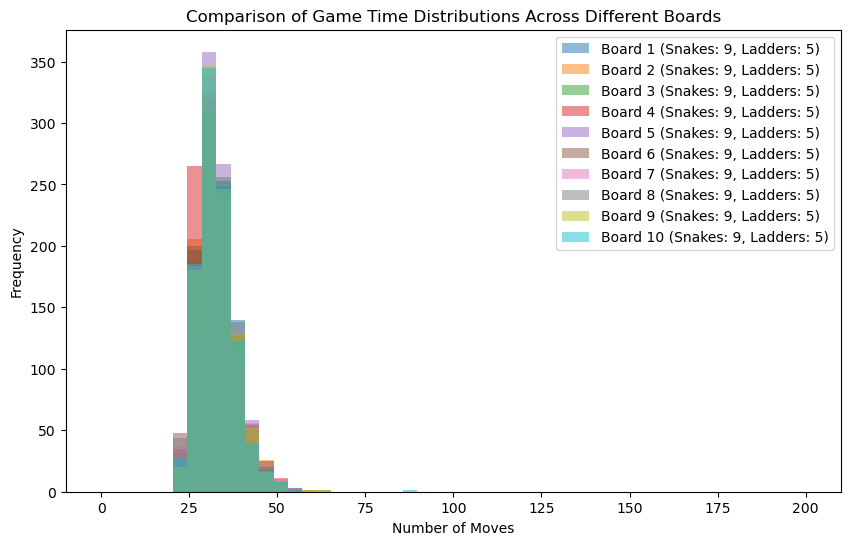 Comparison of Game Time Distributions Across Different Boards
Board 1 (Snakes: 9, Ladders: 5)
Board 2 (Snakes: 9, Ladders: 5)
Board 3 (Snakes: 9, Ladders: 5)
Board 4 (Snakes: 9, Ladders: 5)
Board 5 (Snakes: 9, Ladders: 5)
Board 6 (Snakes: 9, Ladders: 5)
Board 7 (Snakes: 9, Ladders: 5)
Board 8 (Snakes: 9, Ladders: 5)
Board 9 (Snakes: 9, Ladders: 5)
Board 10 (Snakes: 9, Ladders: 5)
Frequency
350
300
250
200
150
100
50
0
0 25 50 75 100 125 150 175 200
Number of Moves